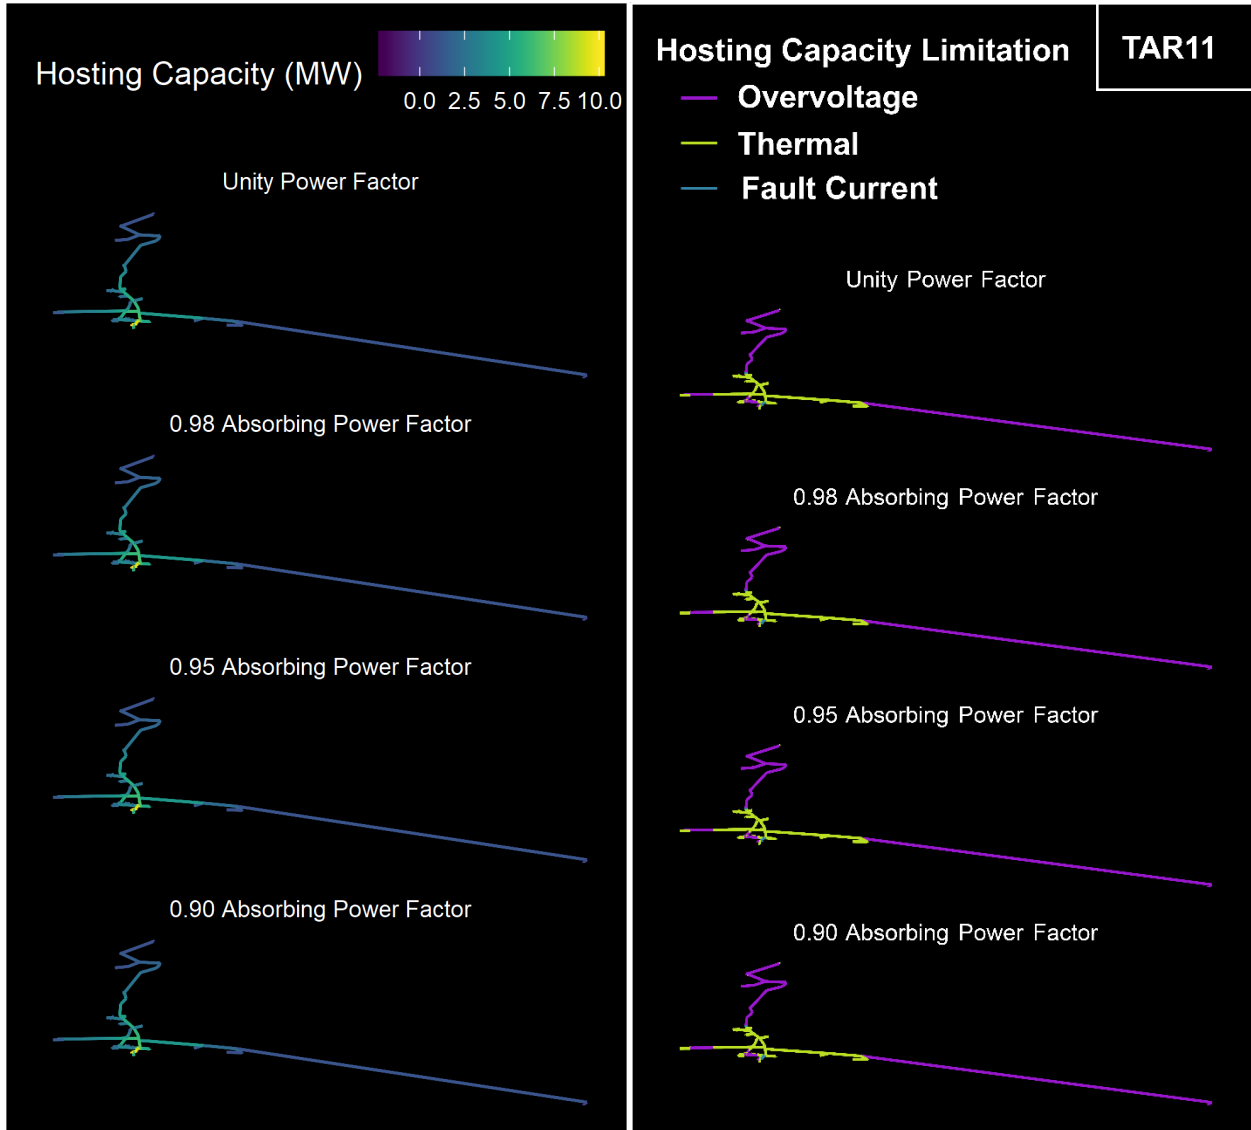 Hosting Capacity (MW)
0.0 2.5 5.0 7.5 10.0
Unity Power Factor
0.98 Absorbing Power Factor
0.95 Absorbing Power Factor
0.90 Absorbing Power Factor
Hosting Capacity Limitation
TAR11
Overvoltage
Thermal
Fault Current
Unity Power Factor
0.98 Absorbing Power Factor
0.95 Absorbing Power Factor
0.90 Absorbing Power Factor